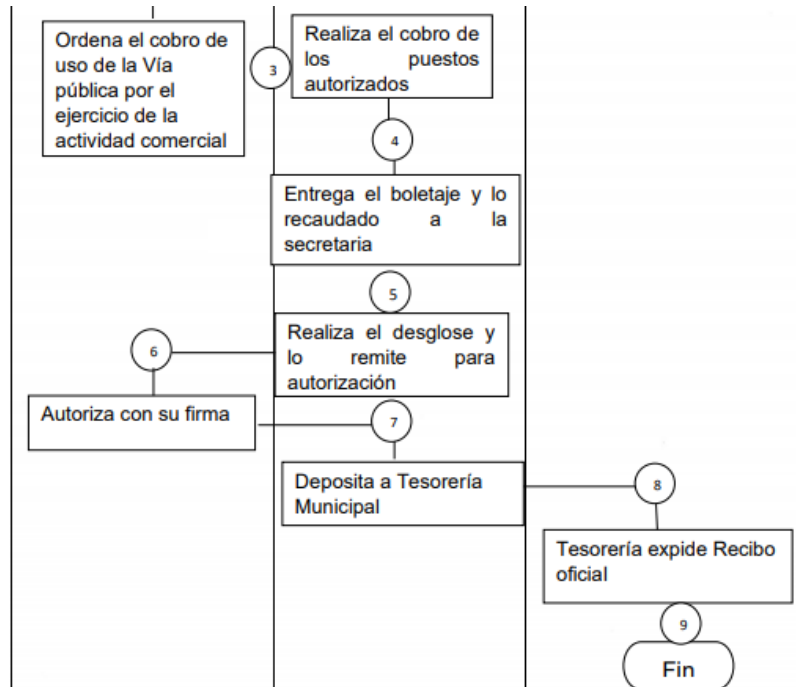 Ordena el cobro de
uso de la Vía
pública por el
ejercicio de la
actividad comercial
3
Realiza el cobro de
los puestos
autorizados
4
Entrega el boletaje y lo
recaudado a la
secretaria
5
Realiza el desglose y
lo remite para
autorización
6
Autoriza con su firma
7
Deposita a Tesorería
Municipal
8
Tesorería expide Recibo
oficial
9
Fin